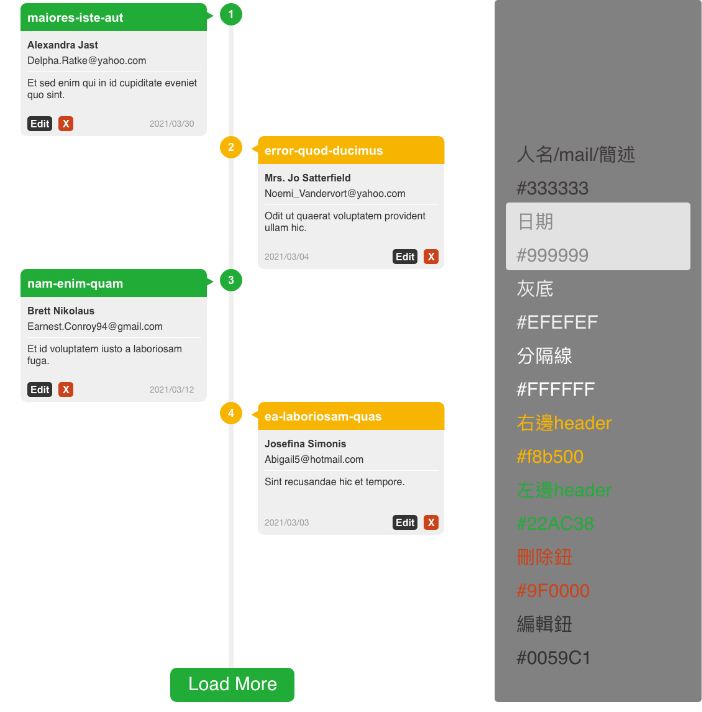 maiores-iste-aut
1
Alexandra Jast
Delpha.Ratke@yahoo.com
Et sed enim qui in id cupiditate eveniet
quo sint.
Edit X 2021/03/30
2
error-quod-ducimus
Mrs. Jo Satterfield
Noemi_Vandervort@yahoo.com
Odit ut quaerat voluptatem provident
ullam hic.
2021/03/04 Edit X
nam-enim-quam
3
Brett Nikolaus
Earnest.Conroy94@gmail.com
Et id voluptatem iusto a laboriosam
fuga.
Edit X 2021/03/12
4
ea-laboriosam-quas
Josefina Simonis
Abigail5@hotmail.com
Sint recusandae hic et tempore.
2021/03/03 Edit X
Load More
人名/mail/簡述
#333333
日期
#999999
灰底
#EFEFEF
分隔線
#FFFFFF
右邊header
#f8b500
左邊header
#22AC38
刪除鈕
#9F0000
編輯鈕
#0059C1